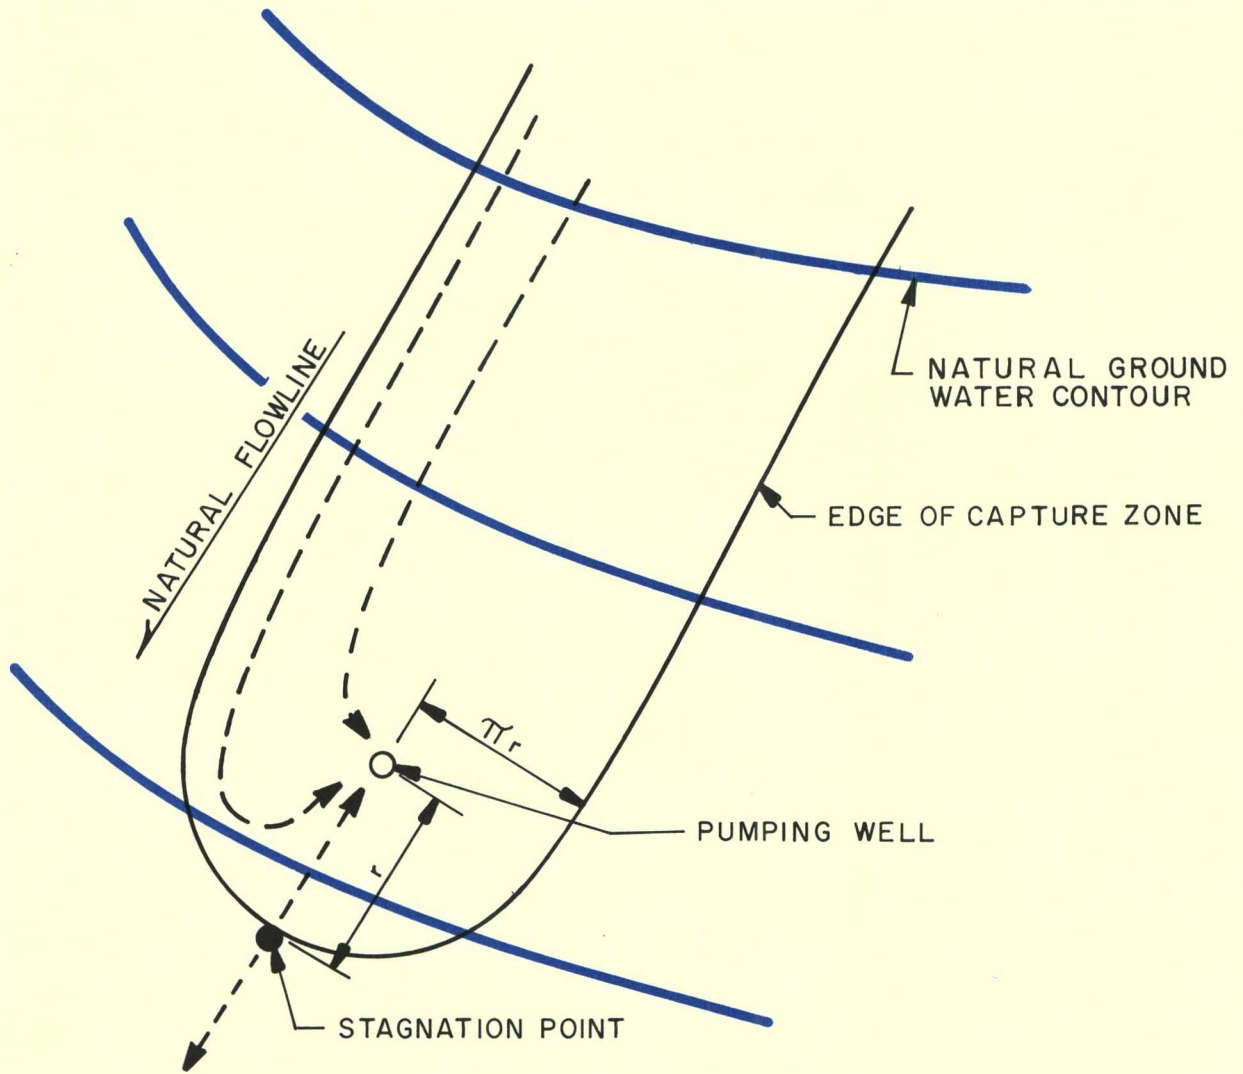 NATURAL GROUND
WATER CONTOUR
NATURAL FLOWLINE
EDGE OF CAPTURE ZONE
πr
PUMPING WELL
r
STAGNATION POINT